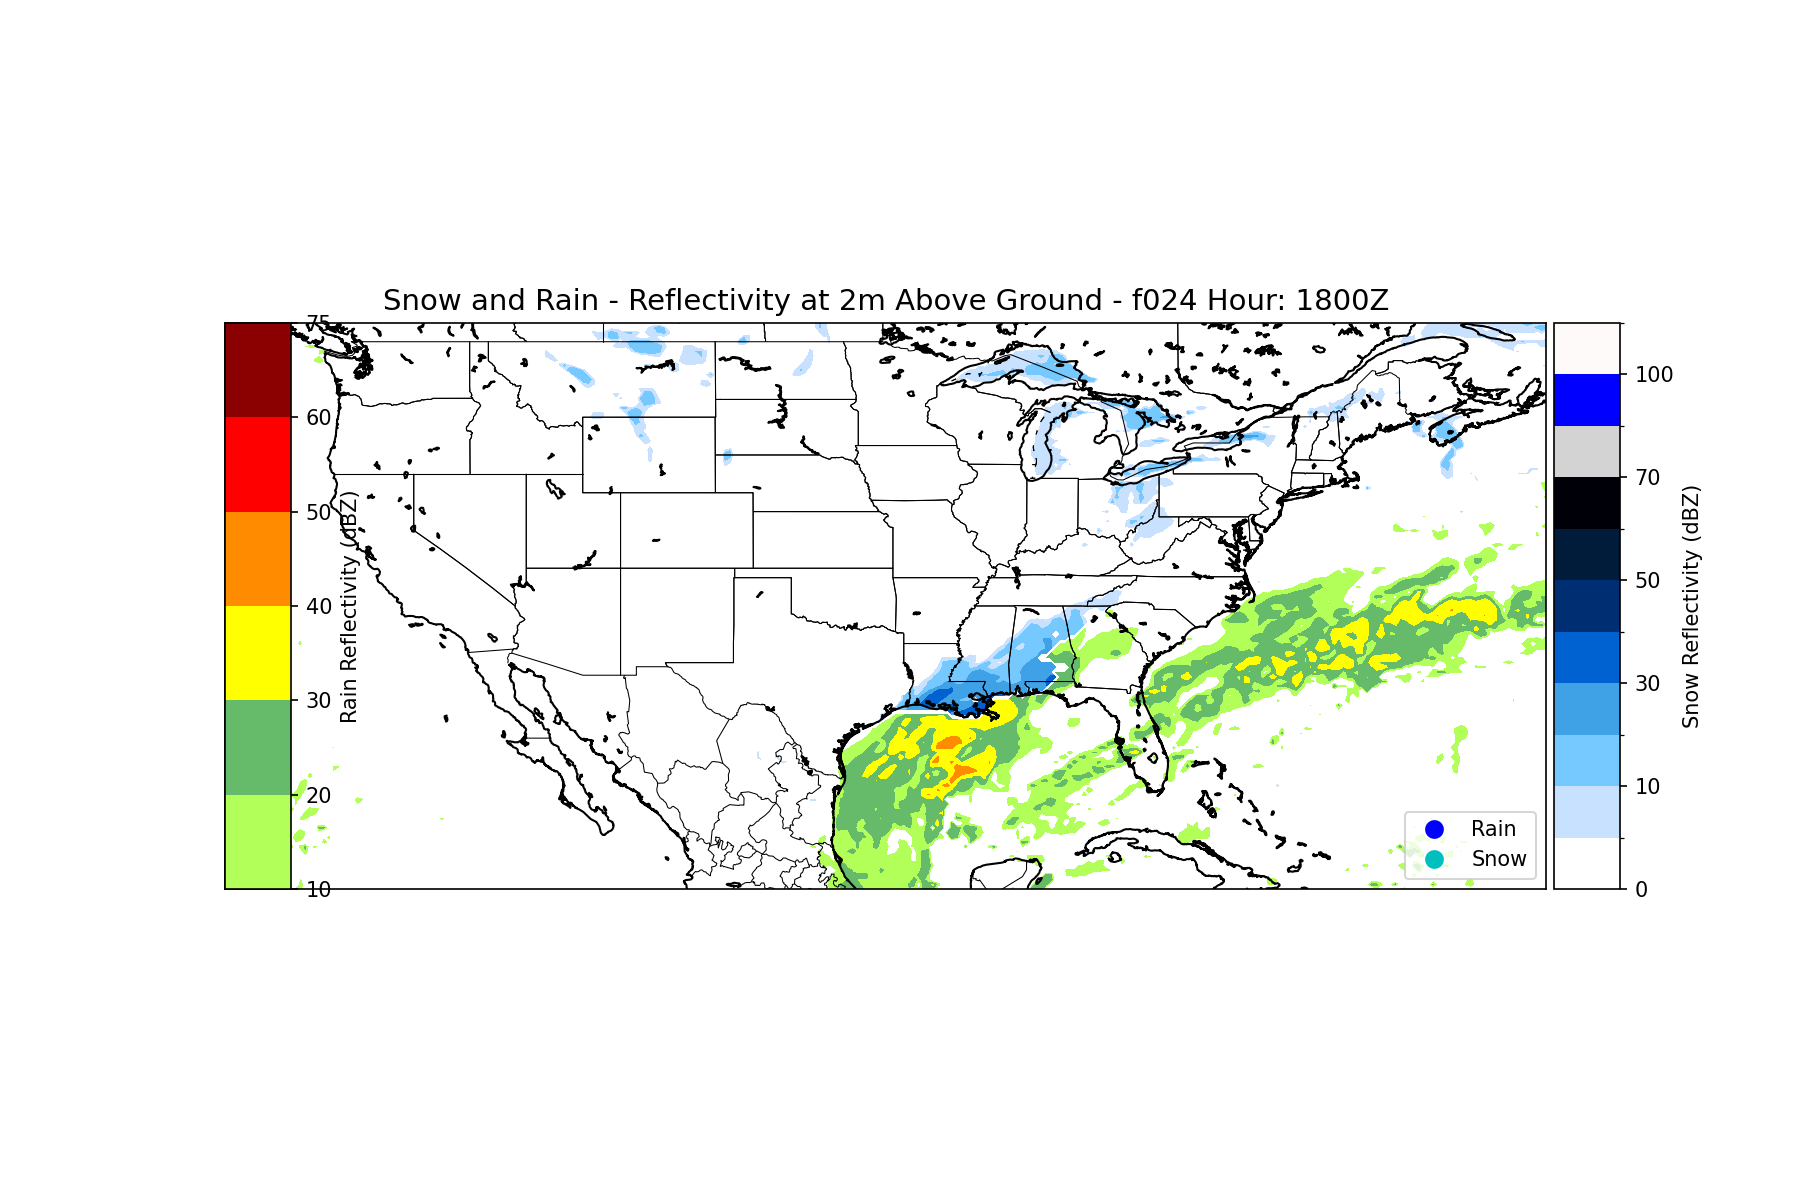 Snow and Rain - Reflectivity at 2m Above Ground - f024 Hour: 1800Z
75
60
50
40
30
20
10
Rain Reflectivity (dBZ)
100
70
50
30
10
0
Snow Reflectivity (dBZ)
Rain
Snow